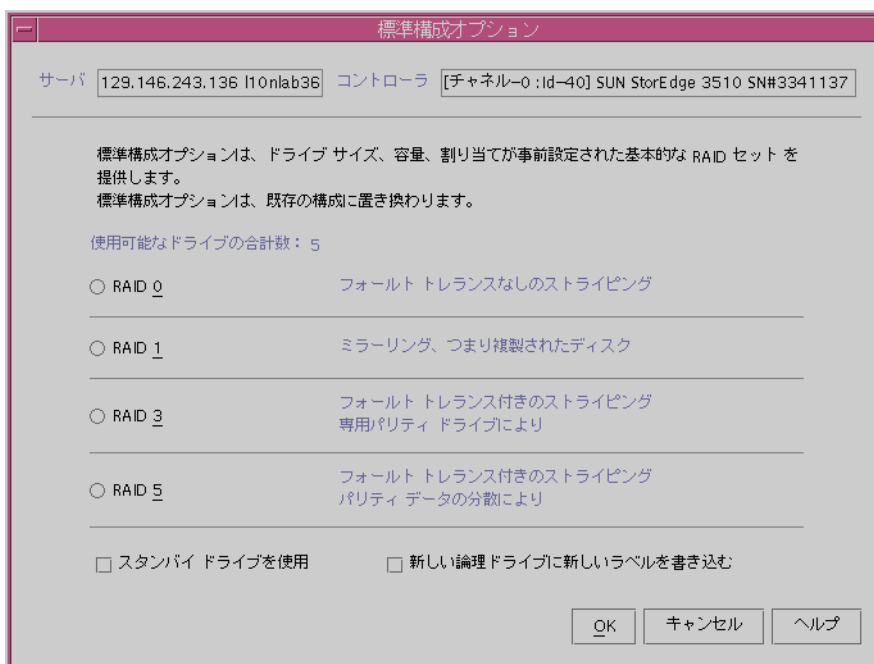 標準構成オプション
サーバ 129.146.243.136 l10nlab36 コントローラ [チャネル-0 :Id-40] SUN StorEdge 3510 SN#3341137
標準構成オプションは、ドライブ サイズ、容量、割り当てが事前設定された基本的な RAID セット を
提供します。
標準構成オプションは、既存の構成に置き換わります。
使用可能なドライブの合計数： 5
RAID 0 フォールト トレランスなしのストライピング
RAID 1 ミラーリング、つまり複製されたディスク
RAID 3 フォールト トレランス付きのストライピング
専用パリティ ドライブにより
RAID 5 フォールト トレランス付きのストライピング
パリティ データの分散により
スタンバイ ドライブを使用 新しい論理ドライブに新しいラベルを書き込む
OK キャンセル ヘルプ